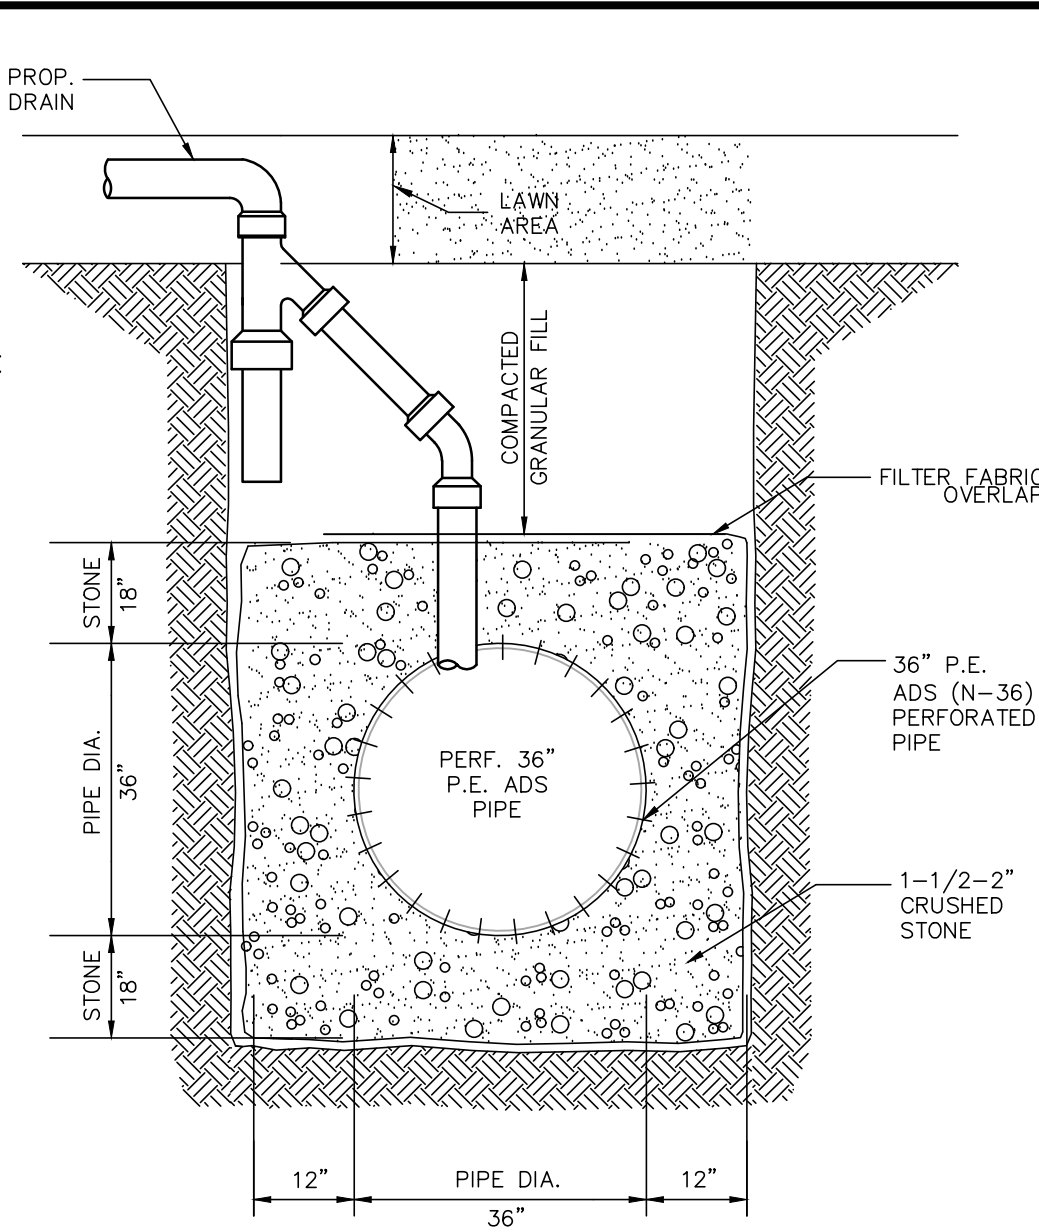 PROP.
DRAIN
LAWN
AREA
COMPACTED
GRANULAR FILL
FILTER FABRIC
OVERLAP
STONE
18”
36” P.E.
ADS (N-36)
PERFORATED
PIPE
PIPE DIA.
36”
PERF. 36”
P.E. ADS
PIPE
1-1/2-2”
CRUSHED
STONE
STONE
18”
12”
PIPE DIA.
36”
12”